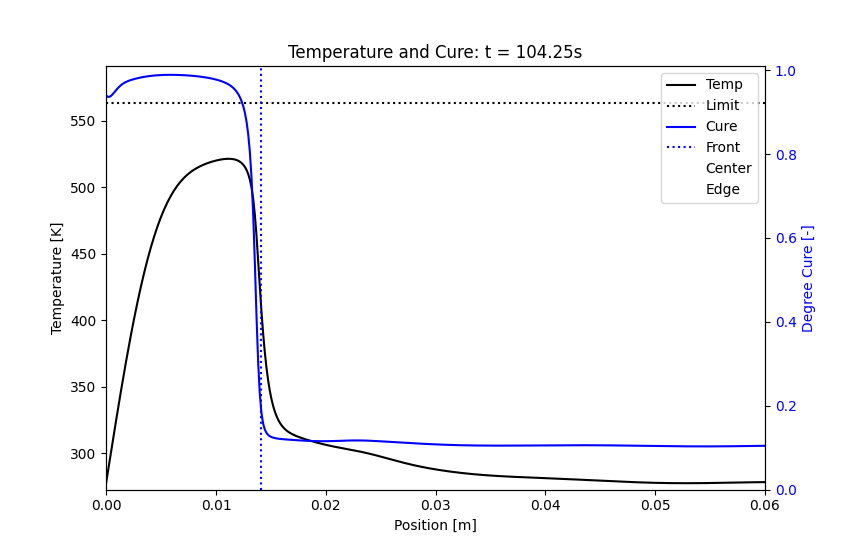 Temperature and Cure: t = 104.25s
Temp
Limit
Cure
Front
Center
Edge
Temperature [K]
550
500
450
400
350
300
Degree Cure [-]
1.0
0.8
0.6
0.4
0.2
0.0
0.00 0.01 0.02 0.03 0.04 0.05 0.06
Position [m]